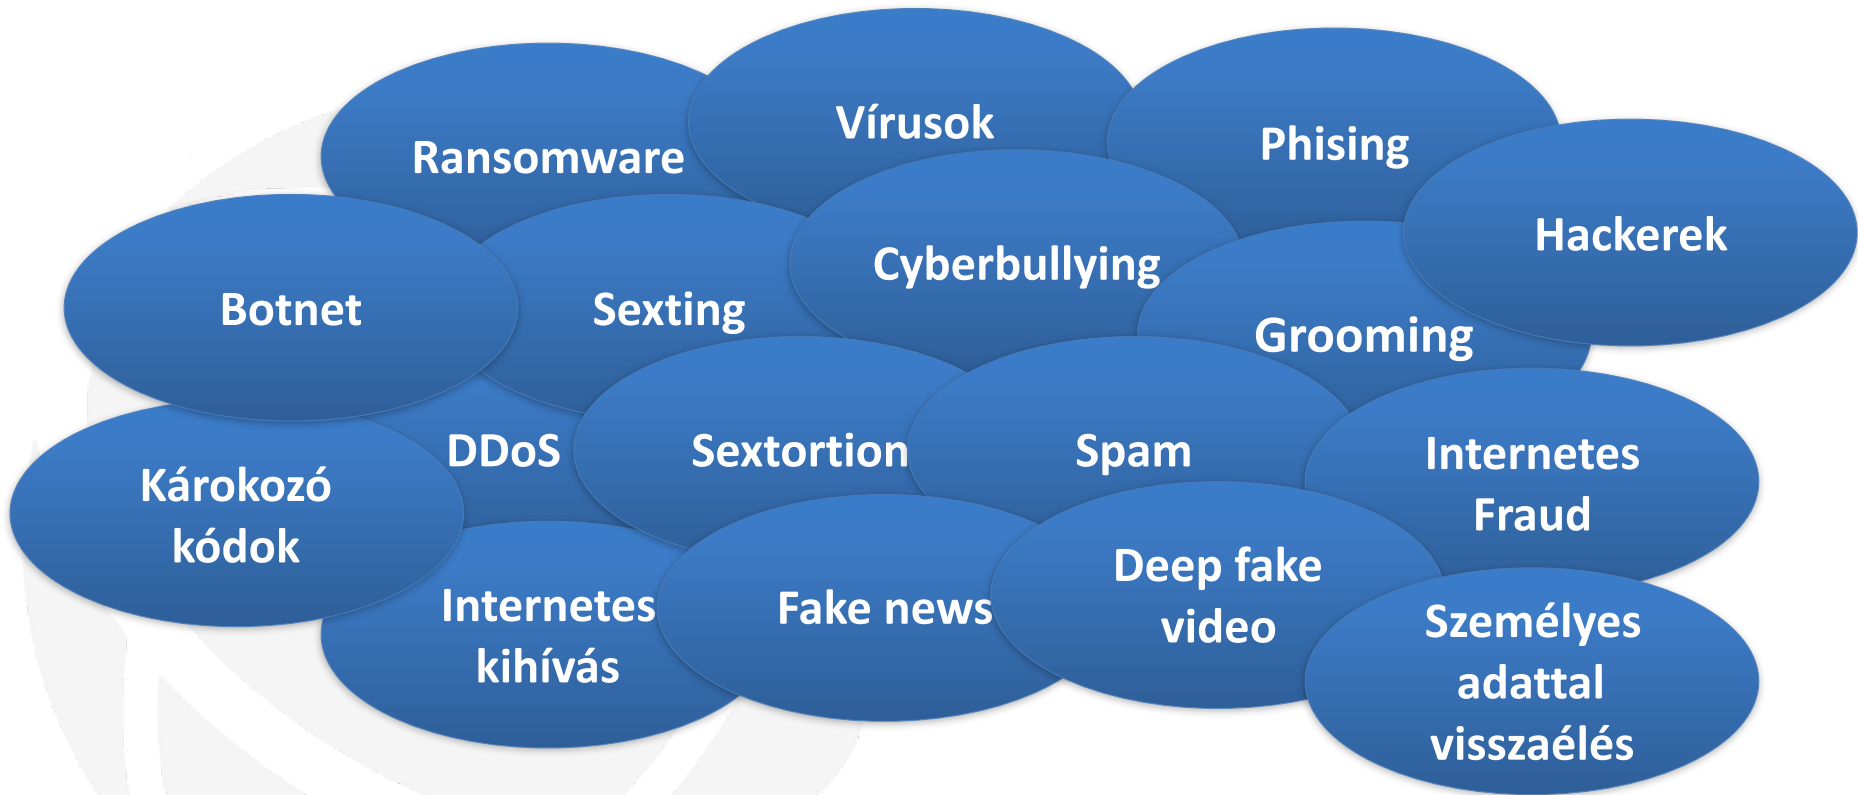 Ransomware
Vírusok
Phising
Hackerek
Botnet
Sexting
Cyberbullying
Grooming
Károkozó
kódok
DDoS
Sextortion
Spam
Internetes
Fraud
Internetes
kihívás
Fake news
Deep fake
video
Személyes
adattal
visszaélés